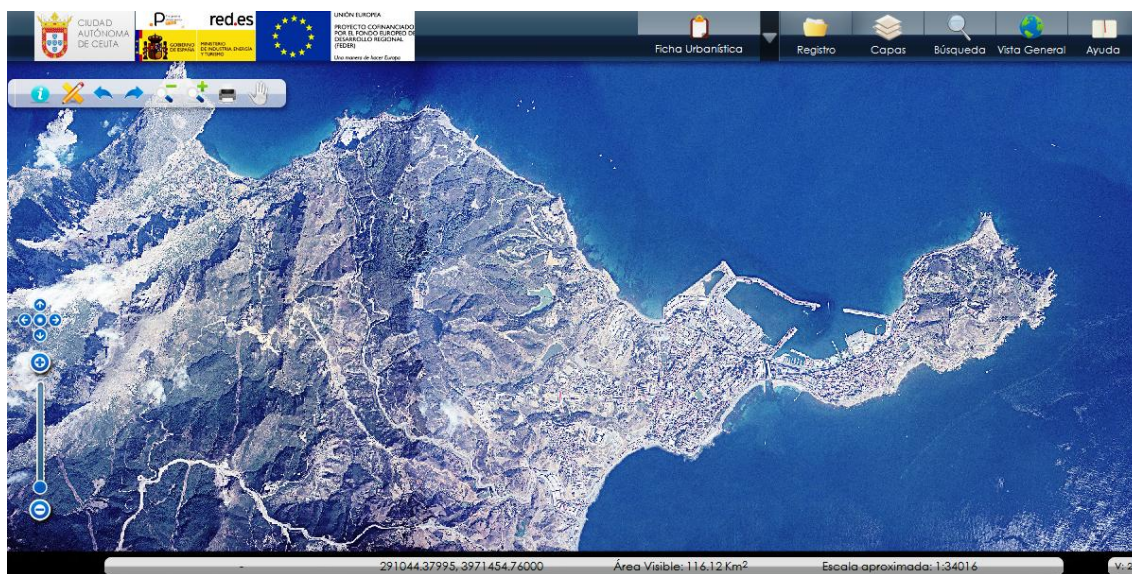 CIUDAD
AUTÓNOMA
DE CEUTA
red.es
GOBIERNO
DE ESPAÑA
MINISTERIO
DE INDUSTRIA, ENERGÍA
Y TURISMO
UNIÓN EUROPEA
PROYECTO COFINANCIADO
POR EL FONDO EUROPEO DE
DESARROLLO REGIONAL
(FEDER)
Una manera de hacer Europa
Ficha Urbanística
Registro
Capas
Búsqueda
Vista General
Ayuda
-
291044.37995, 3971454.76000
Área Visible: 116.12 Km²
Escala aproximada: 1:34016
V: 2